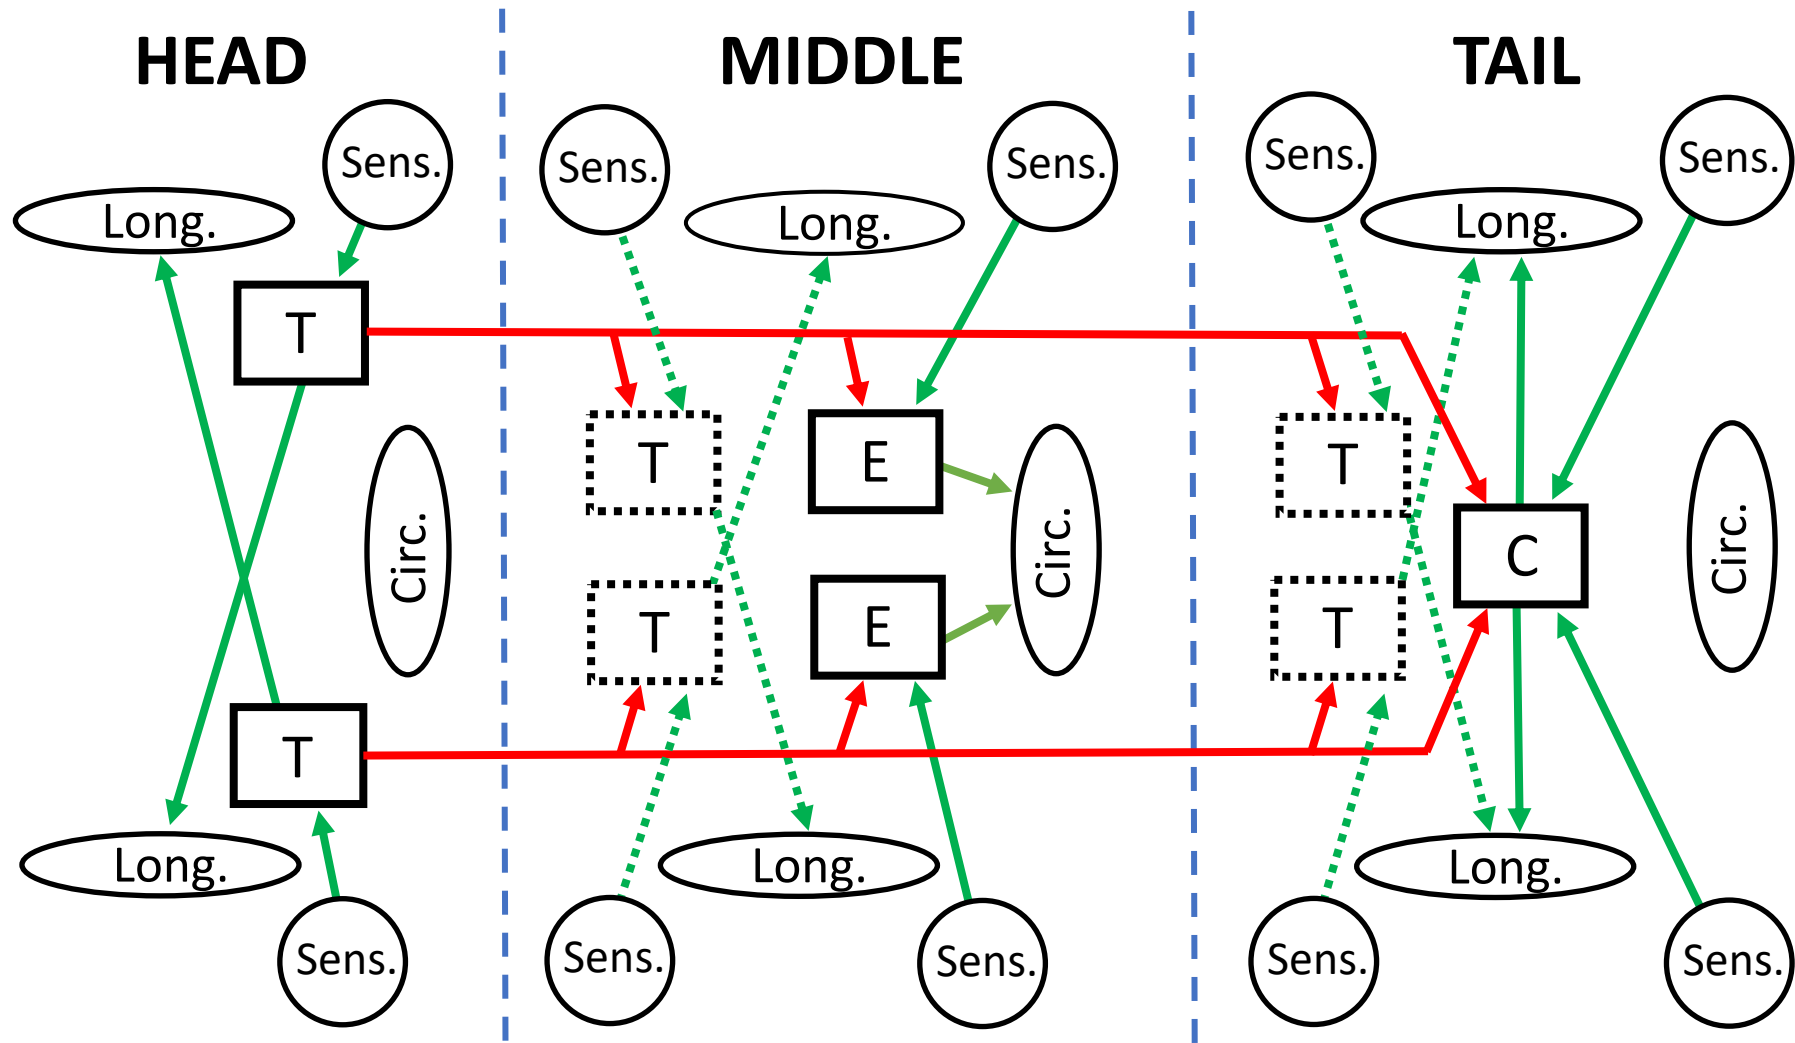 HEAD
MIDDLE
TAIL
Sens.
Sens.
Sens.
Sens.
Sens.
Long.
Long.
Long.
T
T
E
T
Circ.
Circ.
C
Circ.
T
E
T
T
Long.
Long.
Long.
Sens.
Sens.
Sens.
Sens.
Sens.